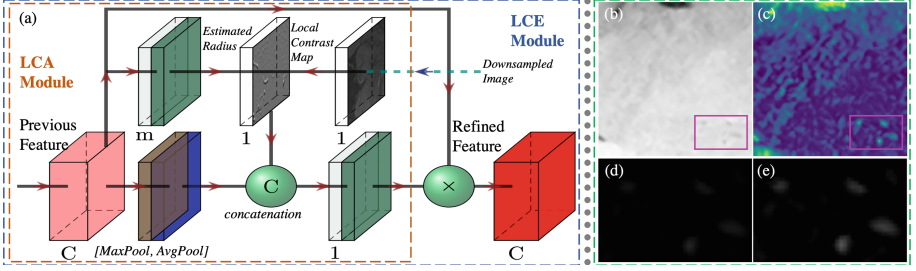 (a)
LCA
Module
Estimated
Radius
Local
Contrast
Map
LCE
Module
Downsampled
Image
m
1
1
Previous
Feature
Refined
Feature
C
concatenation
×
C
[MaxPool, AvgPool]
1
C
(b)
(c)
(d)
(e)